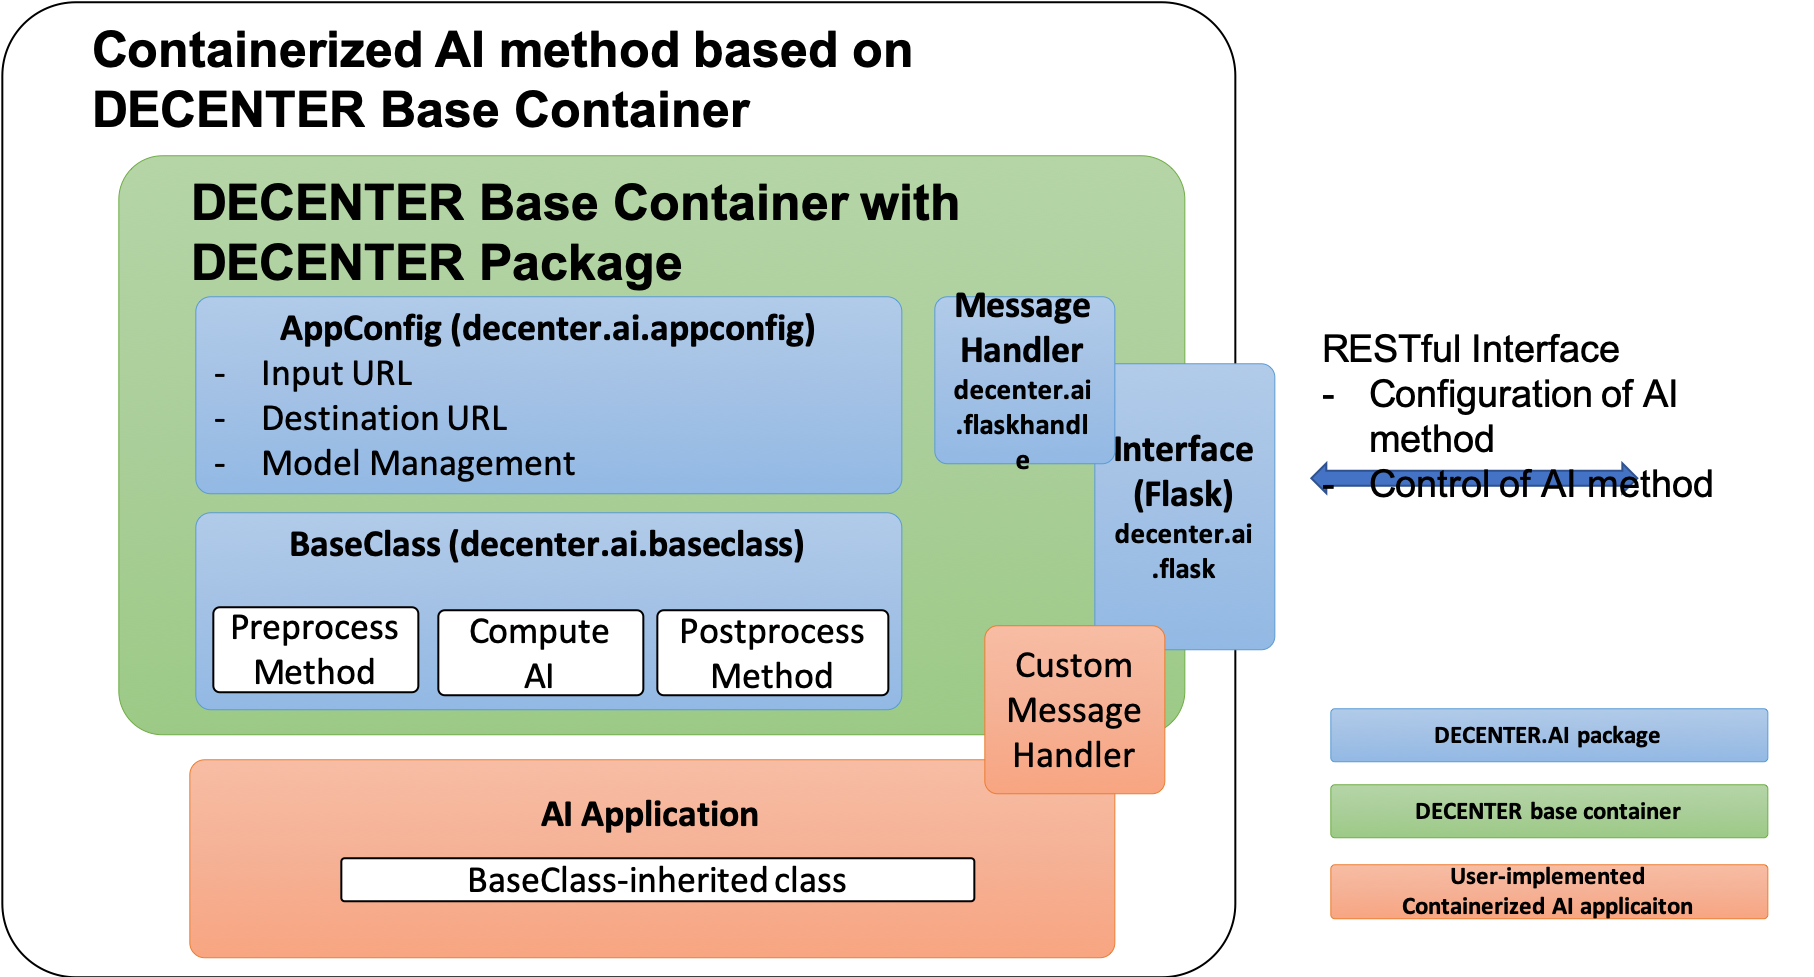 Containerized AI method based on
DECENTER Base Container
DECENTER Base Container with
DECENTER Package
AppConfig (decenter.ai.appconfig)
- Input URL
- Destination URL
- Model Management
Message
Handler
decenter.ai
.flaskhandl
e
BaseClass (decenter.ai.baseclass)
Preprocess
Method
Compute
AI
Postprocess
Method
Interface
(Flask)
decenter.ai
.flask
Custom
Message
Handler
AI Application
BaseClass-inherited class
RESTful Interface
- Configuration of AI
method
- Control of AI method
DECENTER.AI package
DECENTER base container
User-implemented
Containerized AI applicaiton